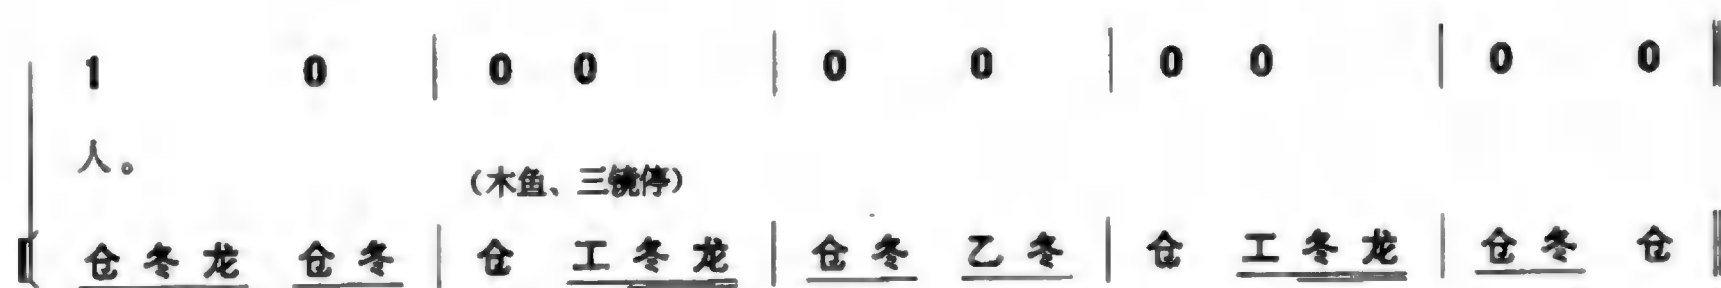 1 0 | 0 0 | 0 0 | 0 0 | 0 0 ‖
人。
(木鱼、三镜停)
仓冬龙 仓冬 | 仓 工冬龙 | 仓冬 乙冬 | 仓 工冬龙 | 仓冬 仓 ‖